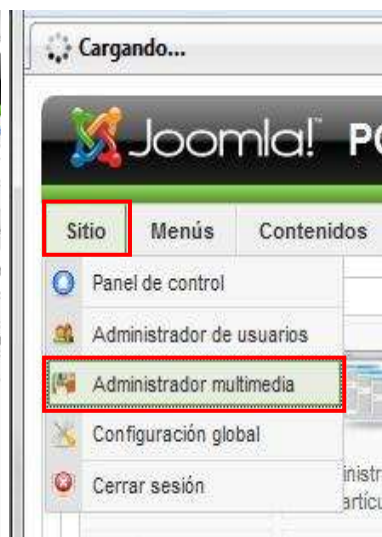 Cargando...
Joomla!
Sitio Menús Contenidos
Panel de control
Administrador de usuarios
Administrador multimedia
Configuración global
Cerrar sesión